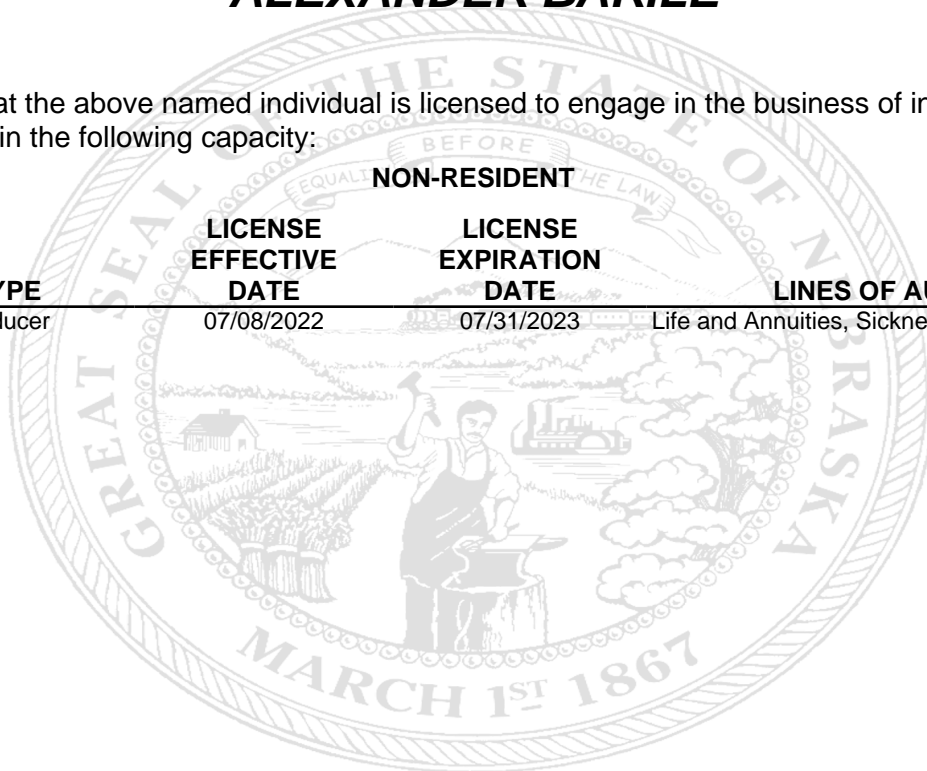 ALEXANDER BARILE
at the above named individual is licensed to engage in the business of in
in the following capacity:
NON-RESIDENT
LICENSE EFFECTIVE DATE
LICENSE EXPIRATION DATE
YPE
LINES OF AU
ducer
07/08/2022
07/31/2023
Life and Annuities, Sickne
GREAT SEAL OF THE STATE OF NEBRASKA
EQUALITY BEFORE THE LAW
MARCH 1ST 1867